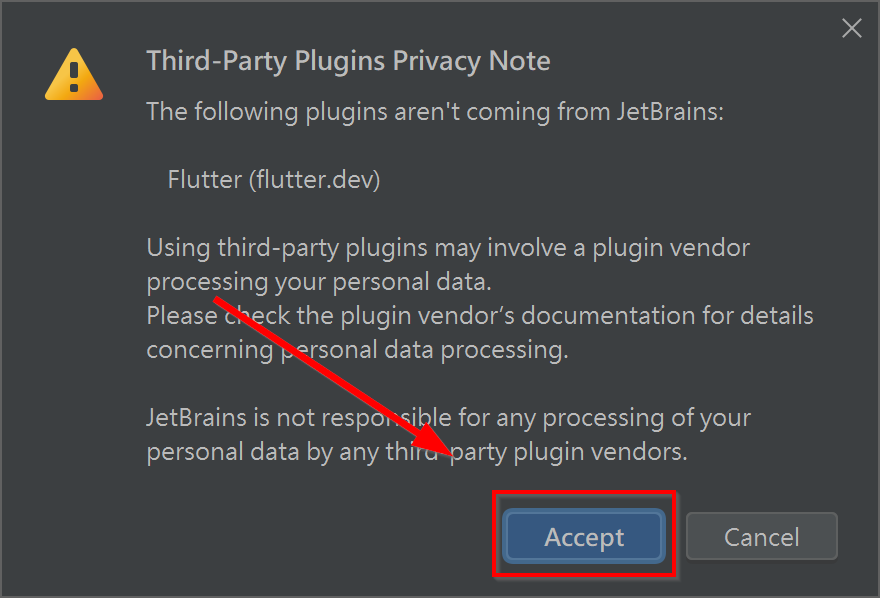 Third-Party Plugins Privacy Note
The following plugins aren't coming from JetBrains:
Flutter (flutter.dev)
Using third-party plugins may involve a plugin vendor
processing your personal data.
Please check the plugin vendor’s documentation for details
concerning personal data processing.
JetBrains is not responsible for any processing of your
personal data by any third-party plugin vendors.
Accept Cancel